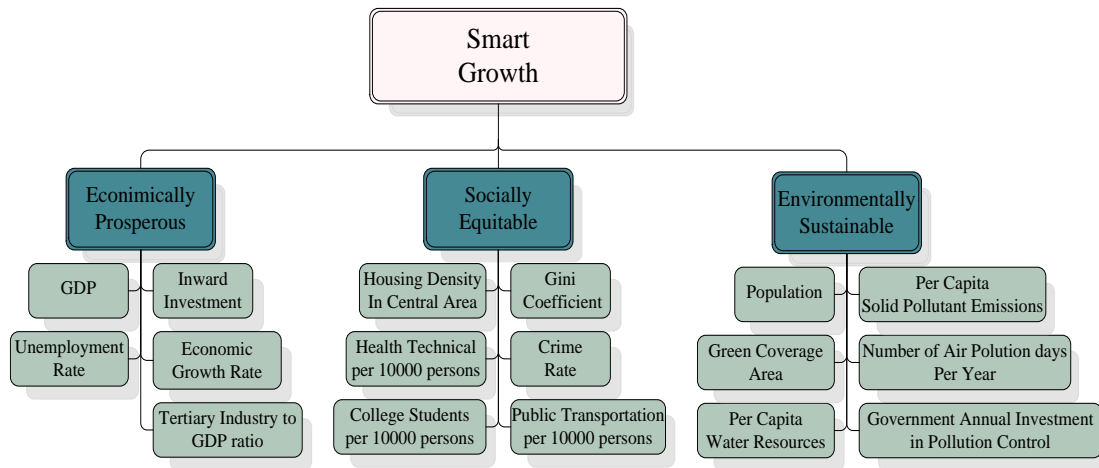 Smart
Growth
Econimically
Prosperous
Socially
Equitable
Environmentally
Sustainable
GDP
Inward
Investment
Unemployment
Rate
Economic
Growth Rate
Tertiary Industry to
GDP ratio
Housing Density
In Central Area
Gini
Coefficient
Health Technical
per 10000 persons
Crime
Rate
College Students
per 10000 persons
Public Transportation
per 10000 persons
Population
Per Capita
Solid Pollutant Emissions
Green Coverage
Area
Number of Air Polution days
Per Year
Per Capita
Water Resources
Government Annual Investment
in Pollution Control